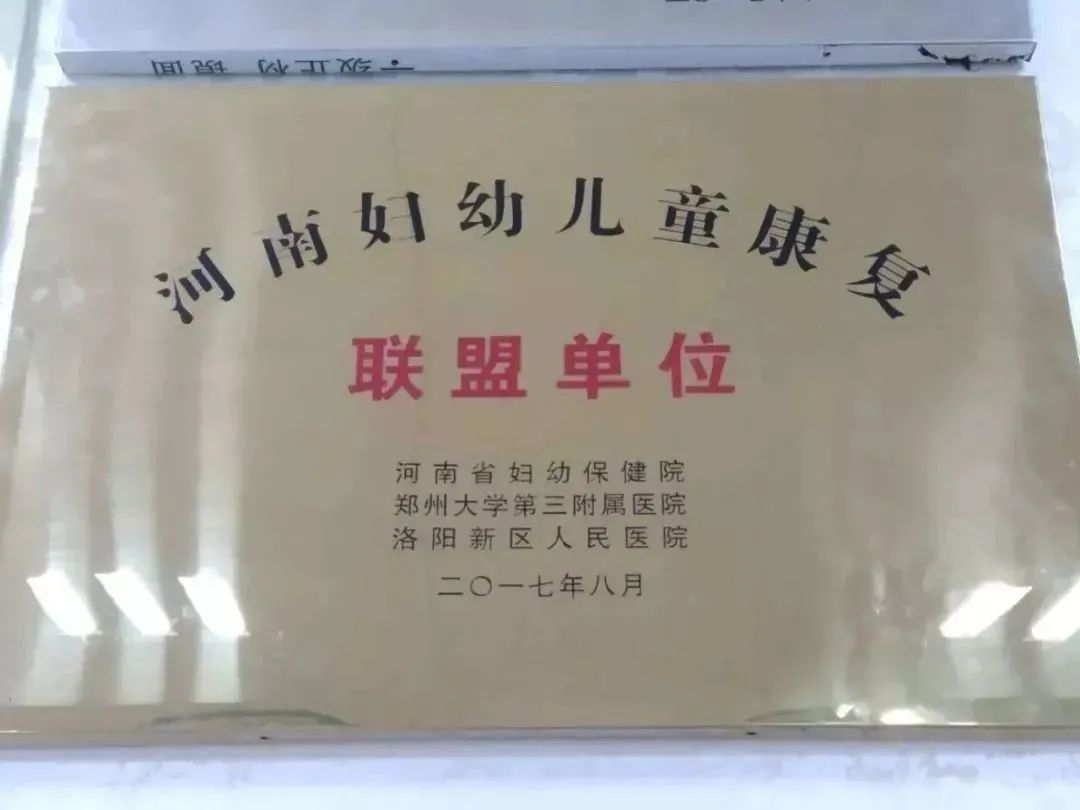 河南妇幼儿童康复
联盟单位
河南省妇幼保健院
郑州大学第三附属医院
洛阳新区人民医院
二〇一七年八月